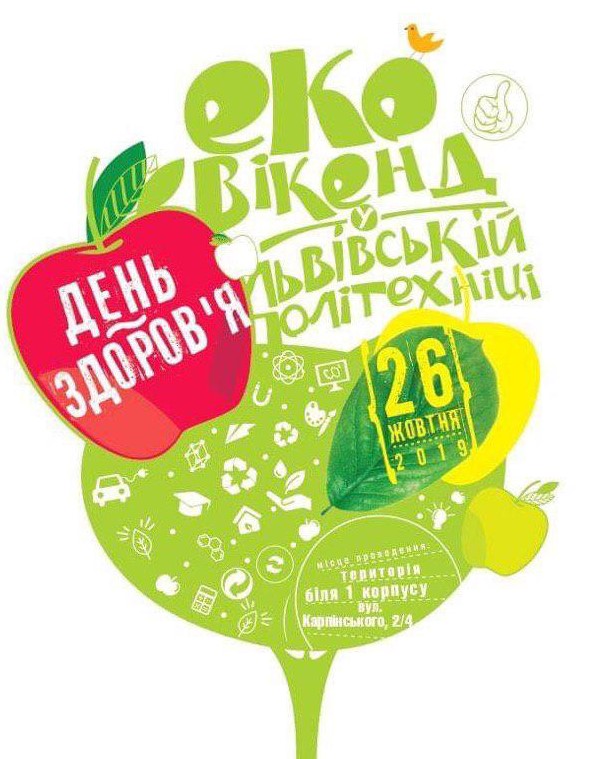 еко
вікенд
у
львівській
політехніці
ДЕНЬ
ЗДОРОВ'Я
26
ЖОВТНЯ
2019
CO²
місце проведення:
територія
біля 1 корпусу
вул.
Карпінського, 2/4